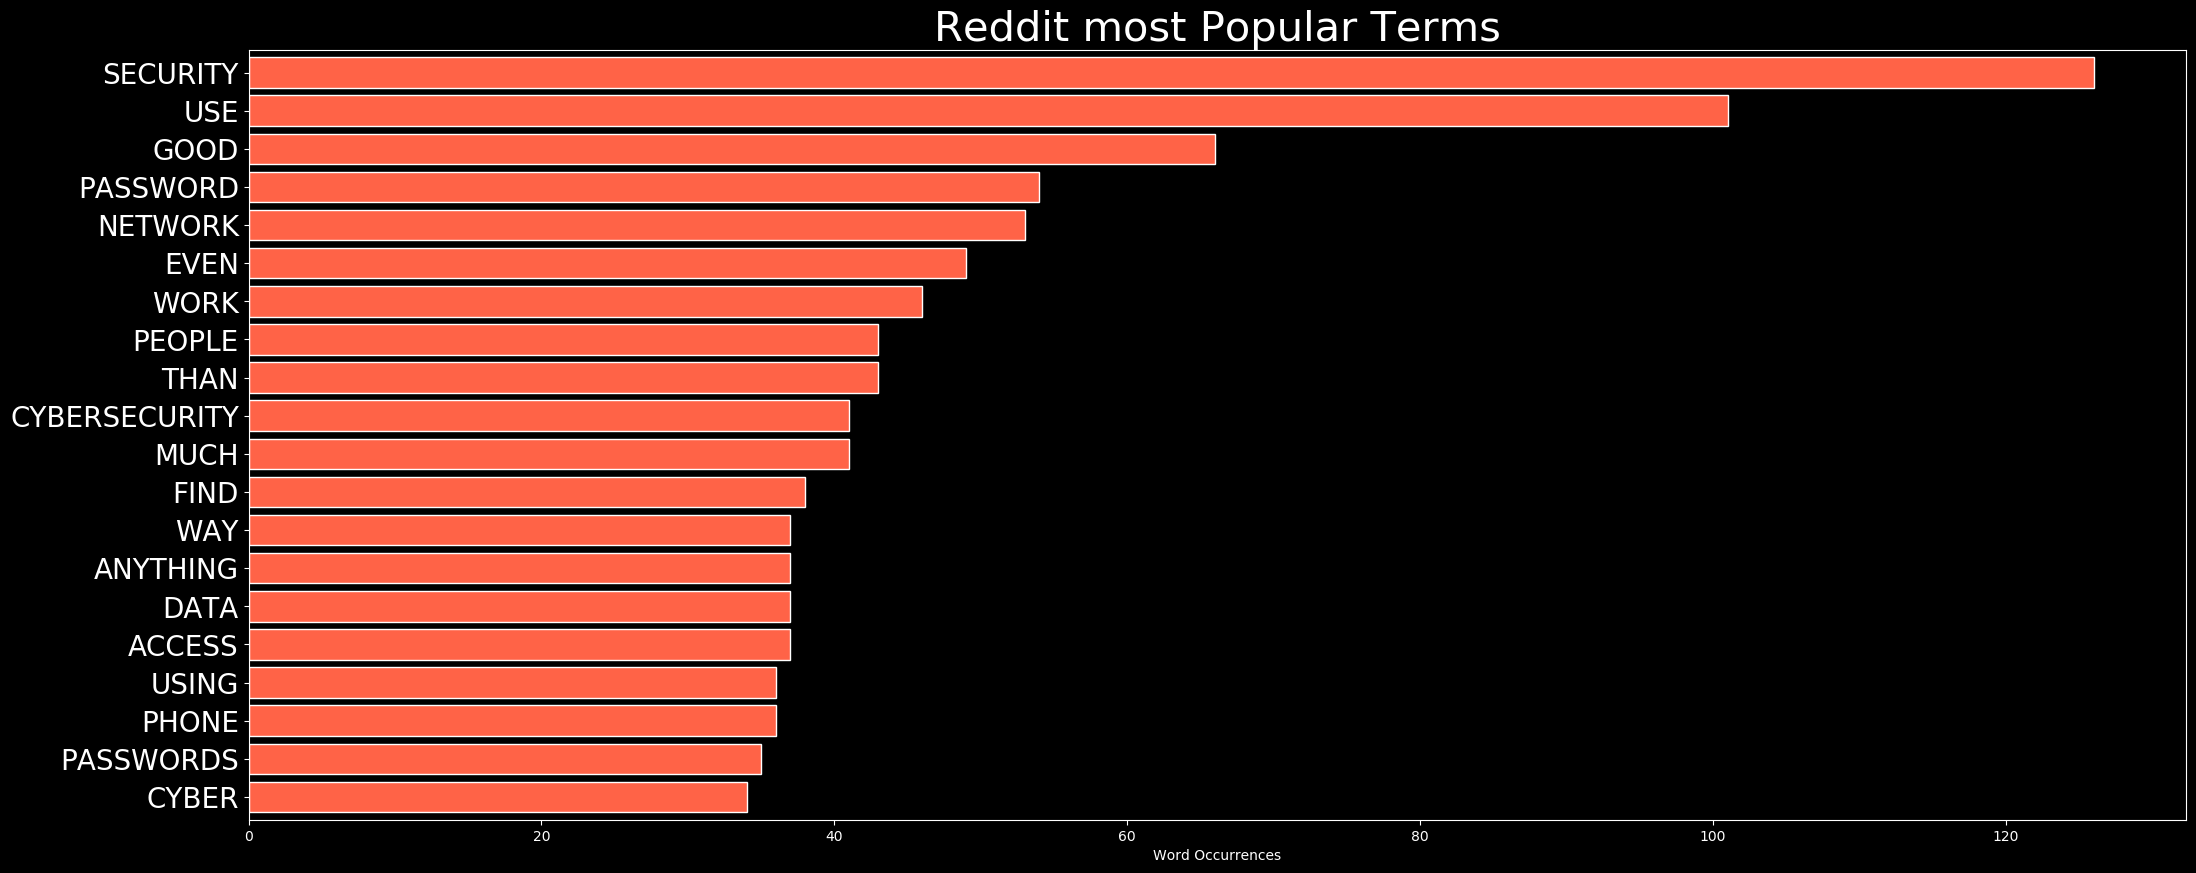 Reddit most Popular Terms
SECURITY
USE
GOOD
PASSWORD
NETWORK
EVEN
WORK
PEOPLE
THAN
CYBERSECURITY
MUCH
FIND
WAY
ANYTHING
DATA
ACCESS
USING
PHONE
PASSWORDS
CYBER
0 20 40 60 80 100 120
Word Occurrences